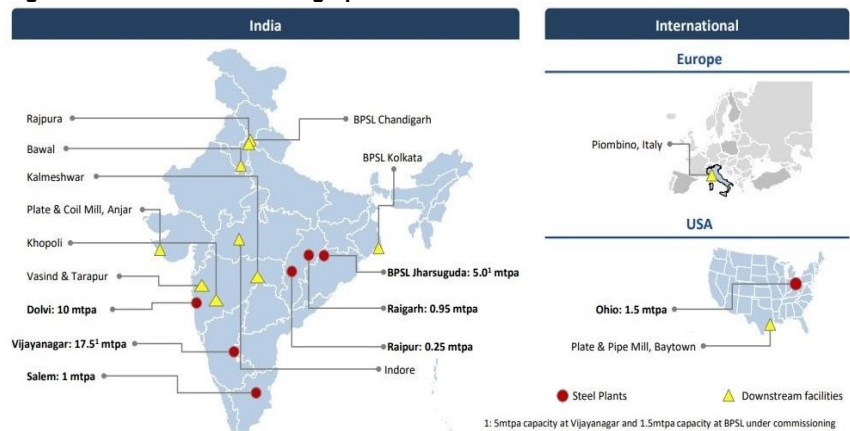 India
International
Europe
Rajpura
BPSL Chandigarh
Bawal
BPSL Kolkata
Kalmeshwar
Plate & Coil Mill, Anjar
Khopoli
Vasind & Tarapur
BPSL Jharsuguda: 5.0¹ mtpa
Dolvi: 10 mtpa
Raigarh: 0.95 mtpa
Vijayanagar: 17.5¹ mtpa
Raipur: 0.25 mtpa
Salem: 1 mtpa
Indore
Piombino, Italy
USA
Ohio: 1.5 mtpa
Plate & Pipe Mill, Baytown
Steel Plants
Downstream facilities
1: 5mtpa capacity at Vijayanagar and 1.5mtpa capacity at BPSL under commissioning